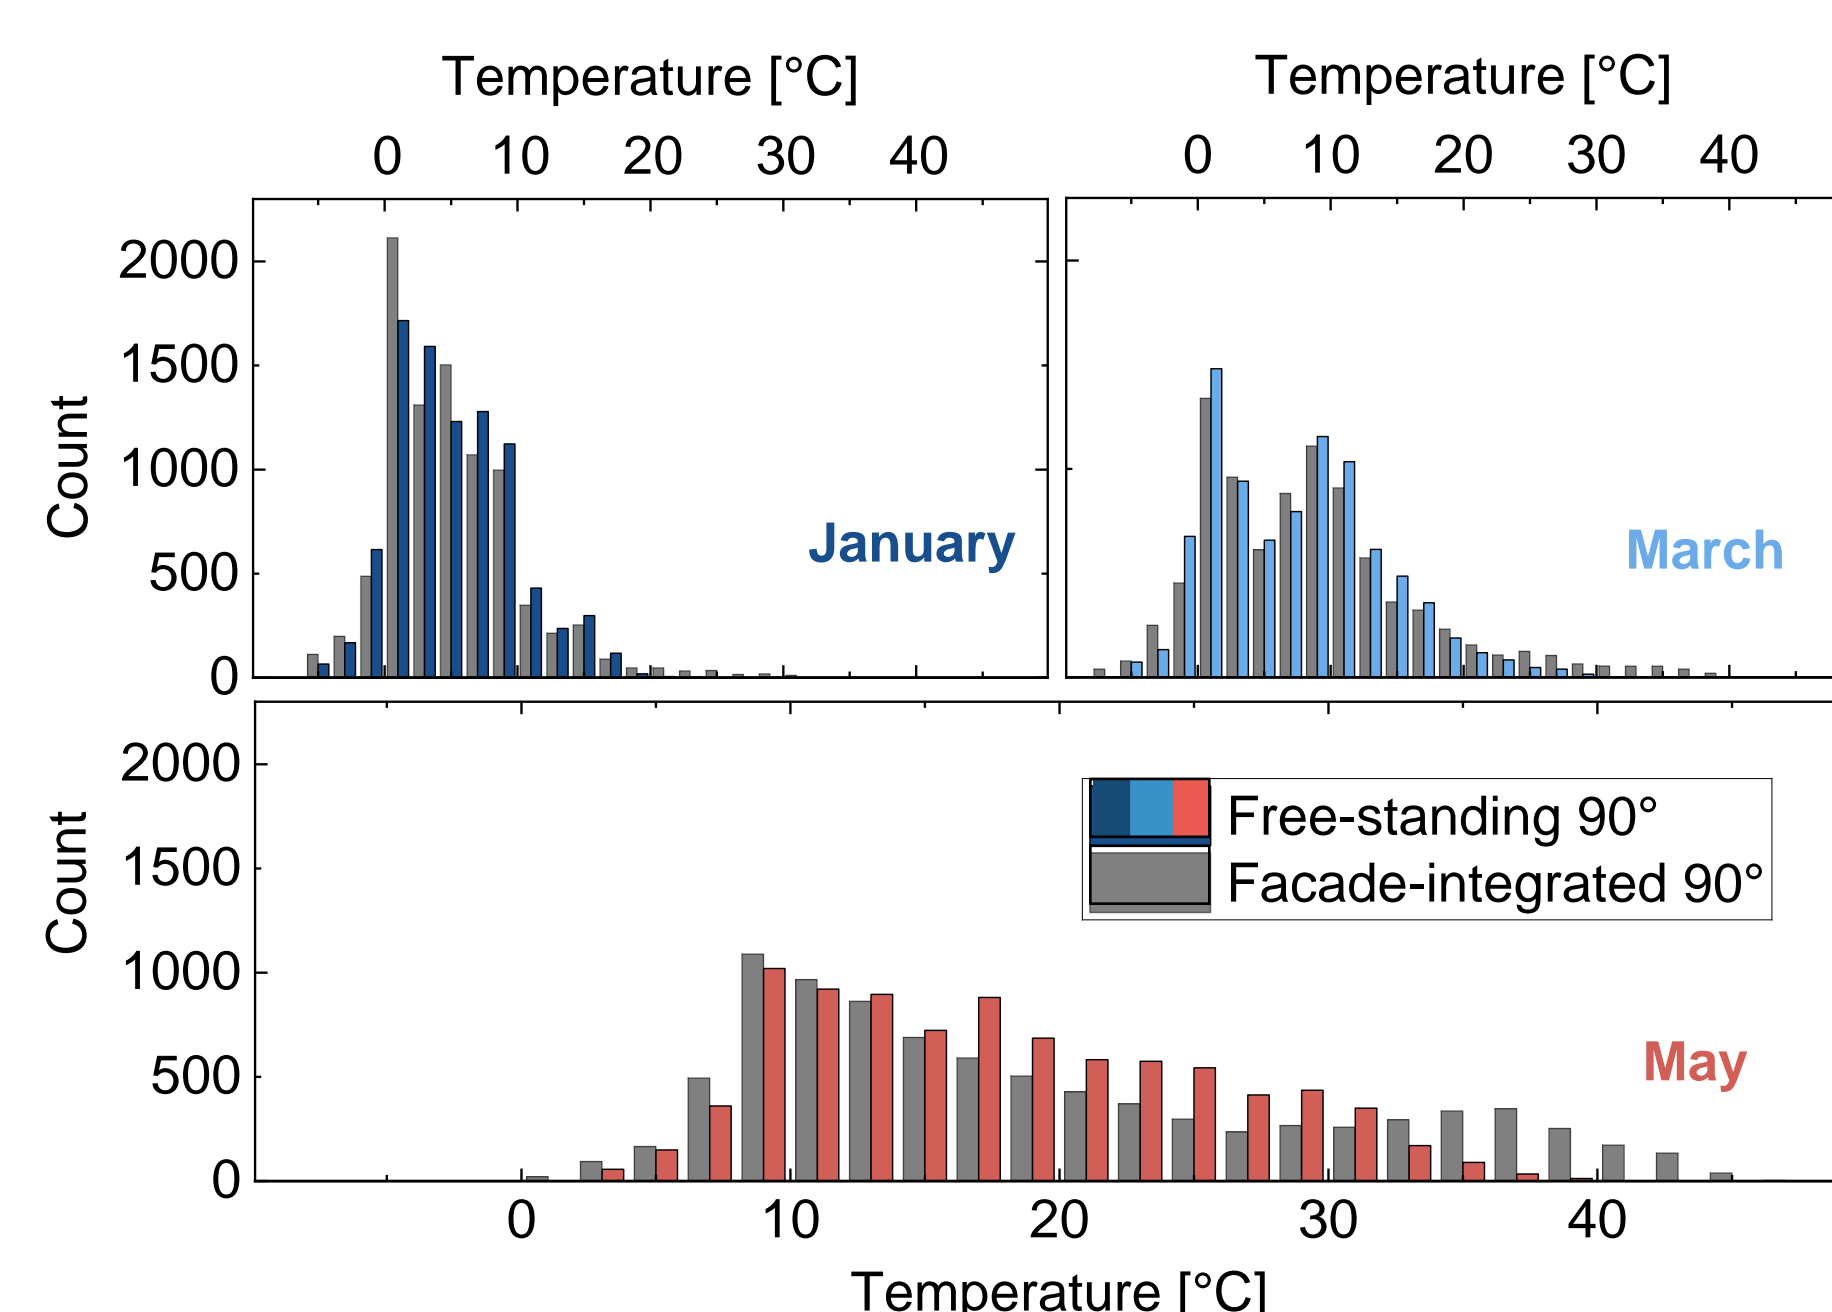 Temperature [°C] Temperature [°C]
0 10 20 30 40 0 10 20 30 40
2000
1500
1000
500
0
Count
January
March
2000
1500
1000
500
0
Count
Free-standing 90°
Facade-integrated 90°
May
0 10 20 30 40
Temperature [°C]